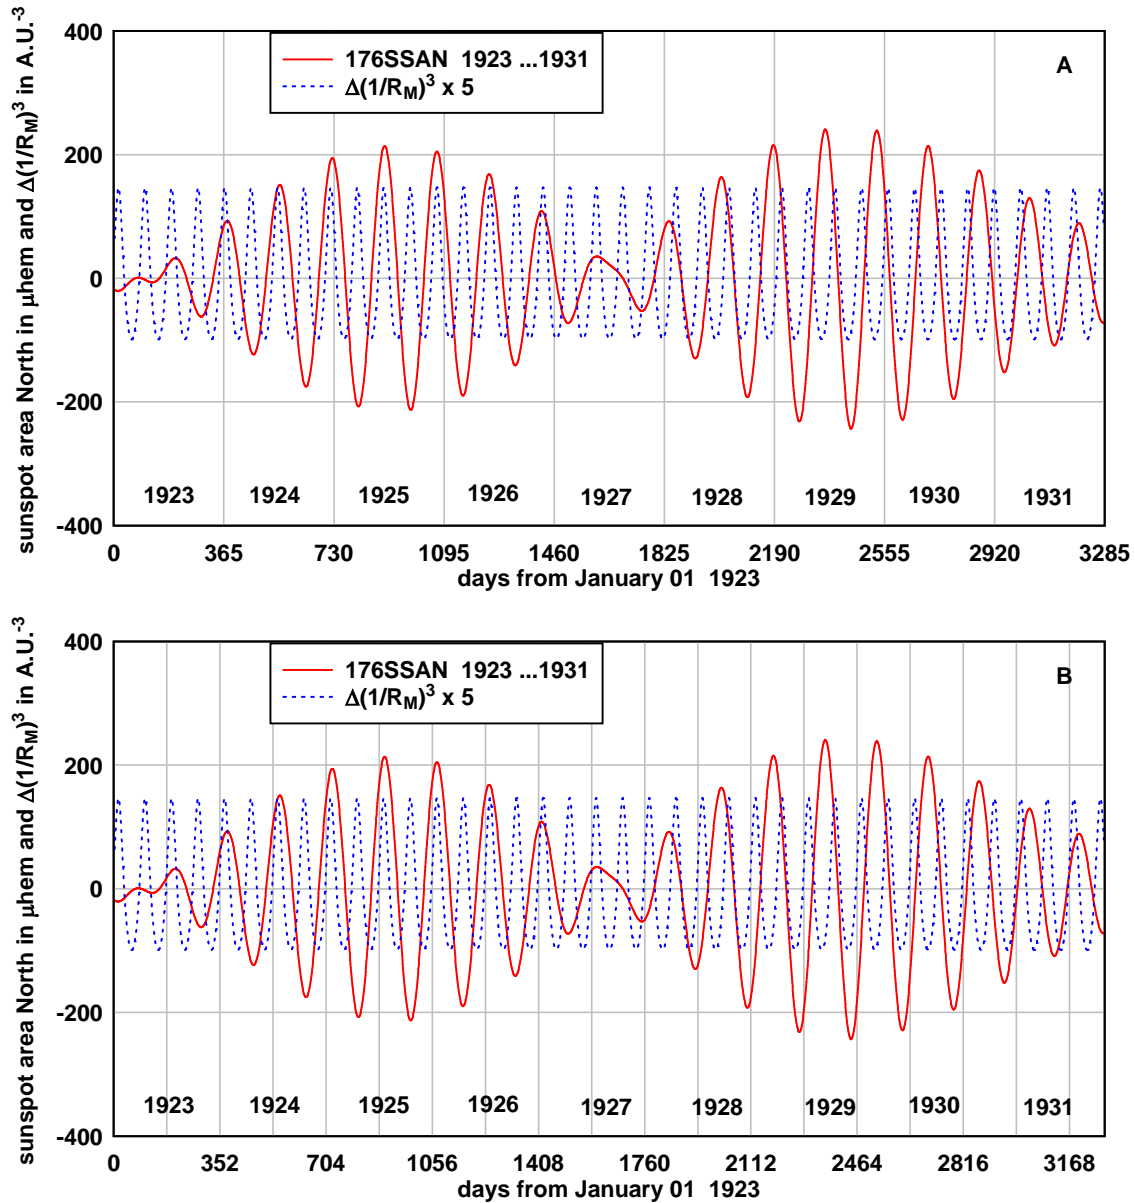 sunspot area North in µhem and Δ(1/R_M)^3 in A.U.^-3
400
200
0
-200
-400
176SSAN 1923 ...1931
Δ(1/R_M)^3 x 5
A
1923 1924 1925 1926 1927 1928 1929 1930 1931
0 365 730 1095 1460 1825 2190 2555 2920 3285
days from January 01 1923
sunspot area North in µhem and Δ(1/R_M)^3 in A.U.^-3
400
200
0
-200
-400
176SSAN 1923 ...1931
Δ(1/R_M)^3 x 5
B
1923 1924 1925 1926 1927 1928 1929 1930 1931
0 352 704 1056 1408 1760 2112 2464 2816 3168
days from January 01 1923